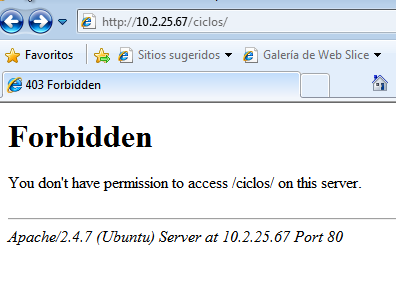 http://10.2.25.67/ciclos/
Favoritos Sitios sugeridos Galería de Web Slice
403 Forbidden
Forbidden
You don't have permission to access /ciclos/ on this server.
Apache/2.4.7 (Ubuntu) Server at 10.2.25.67 Port 80